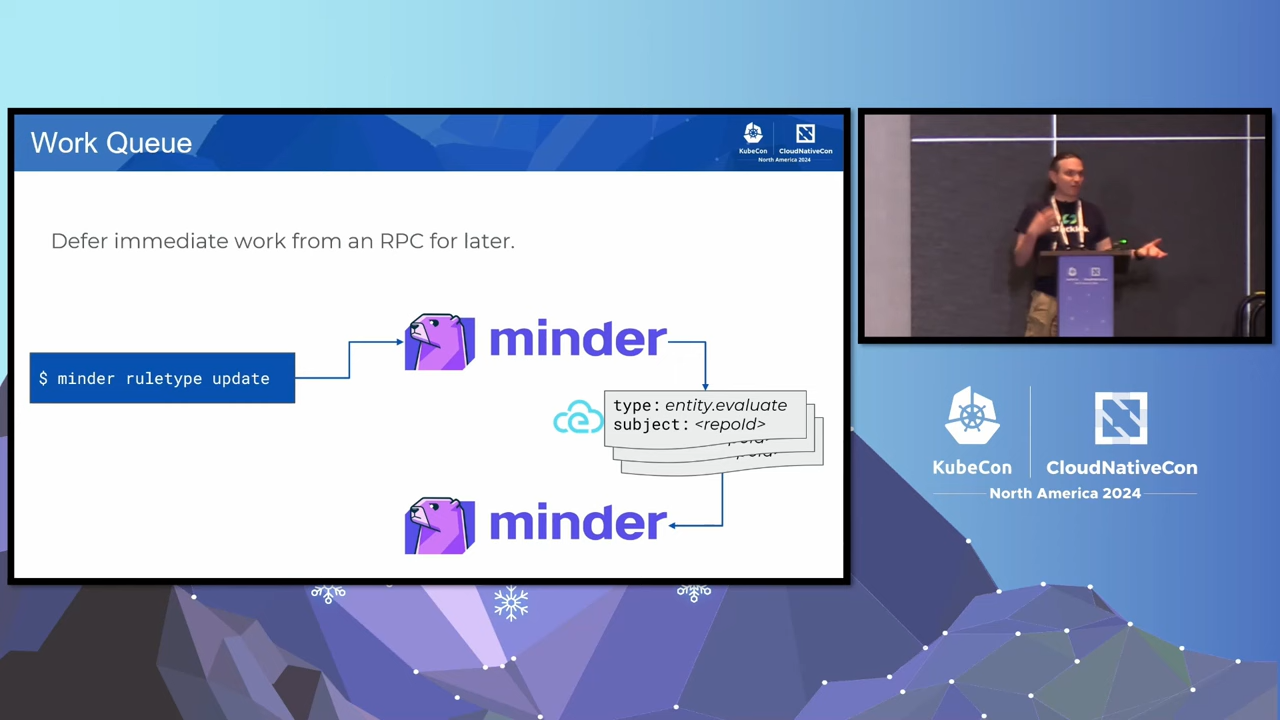 Work Queue
KubeCon
CloudNativeCon
North America 2024
Defer immediate work from an RPC for later.
$ minder ruletype update
minder
type: entity.evaluate
subject: <repoId>
minder
KubeCon
CloudNativeCon
North America 2024